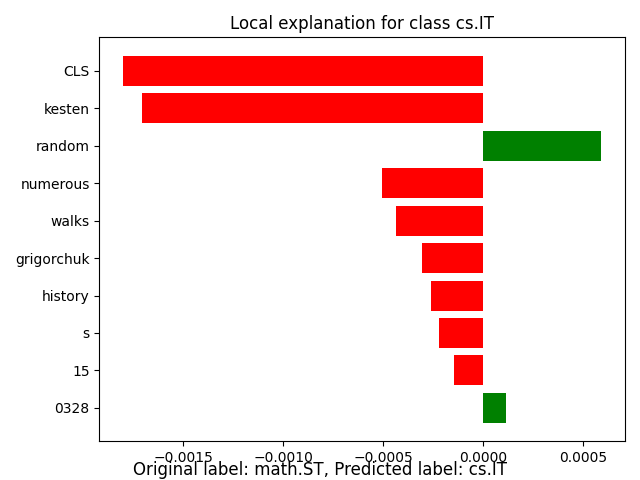 Local explanation for class cs.IT
CLS
kesten
random
numerous
walks
grigorchuk
history
s
15
0328
−0.0015 −0.0010 −0.0005 0.0000 0.0005
Original label: math.ST, Predicted label: cs.IT